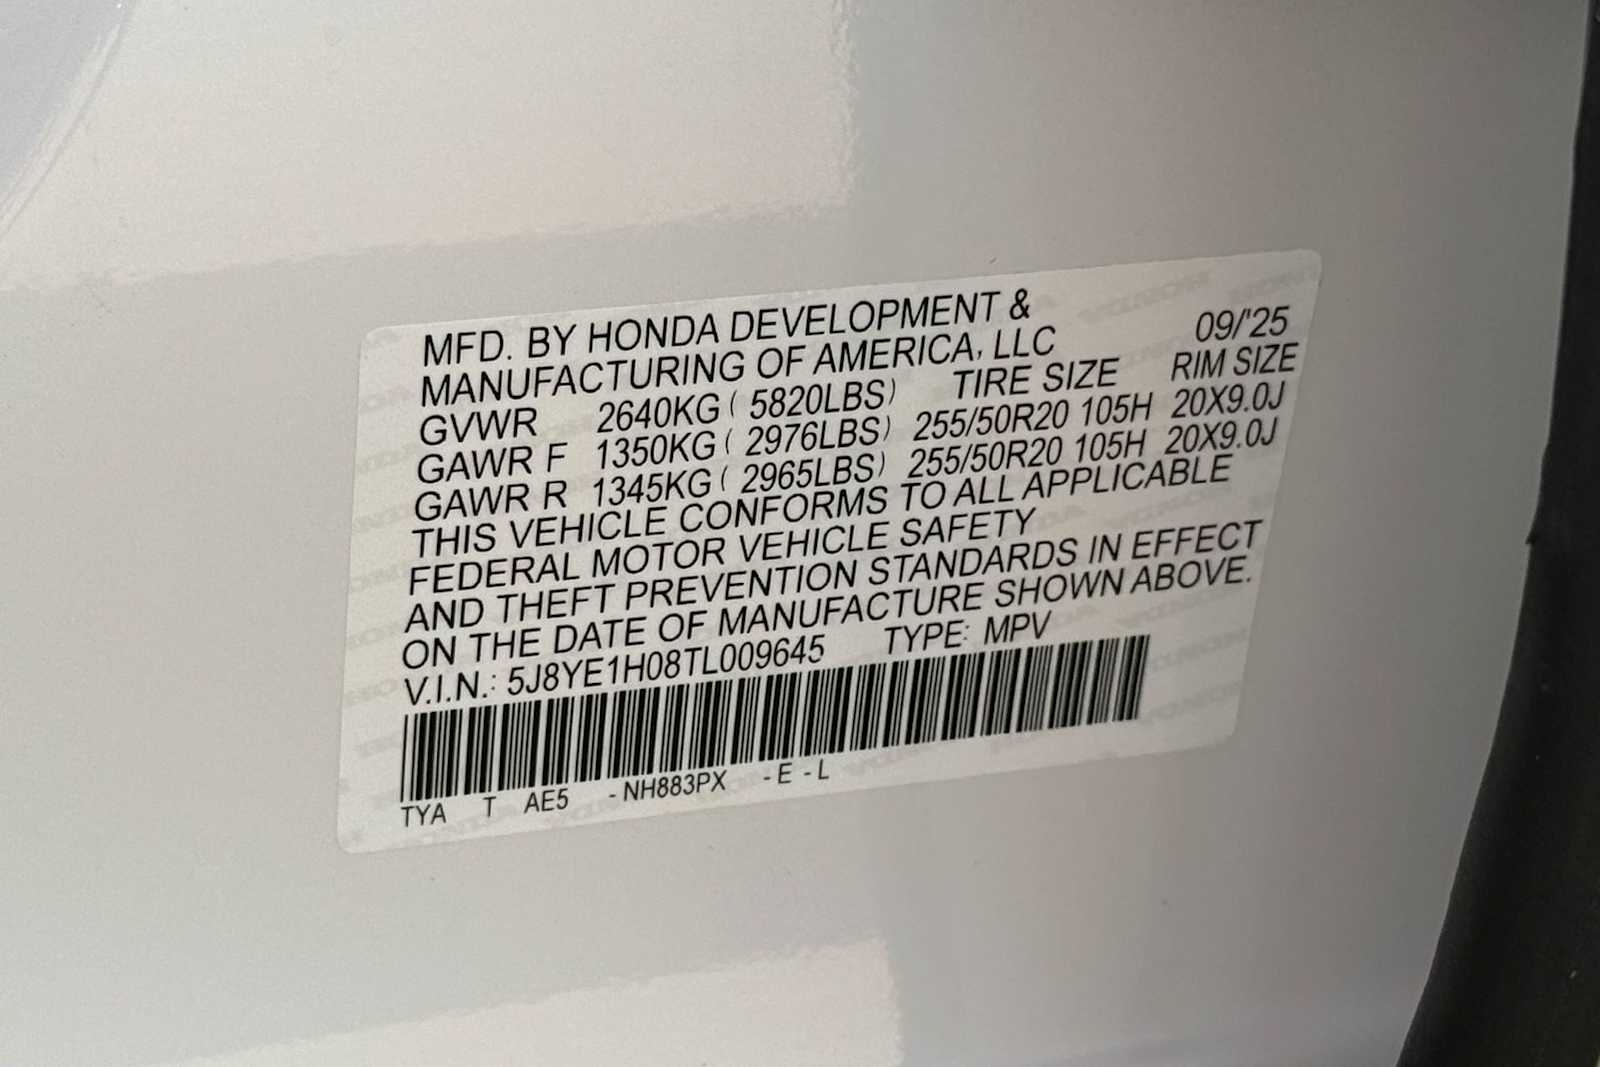 MFD. BY HONDA DEVELOPMENT & 09/'25
MANUFACTURING OF AMERICA, LLC
TIRE SIZE RIM SIZE
GVWR 2640KG ( 5820LBS)
GAWR F 1350KG ( 2976LBS) 255/50R20 105H 20X9.0J
GAWR R 1345KG ( 2965LBS) 255/50R20 105H 20X9.0J
THIS VEHICLE CONFORMS TO ALL APPLICABLE
FEDERAL MOTOR VEHICLE SAFETY
AND THEFT PREVENTION STANDARDS IN EFFECT
ON THE DATE OF MANUFACTURE SHOWN ABOVE.
V.I.N.: 5J8YE1H08TL009645 TYPE: MPV
TYA T AE5 - NH883PX - E - L